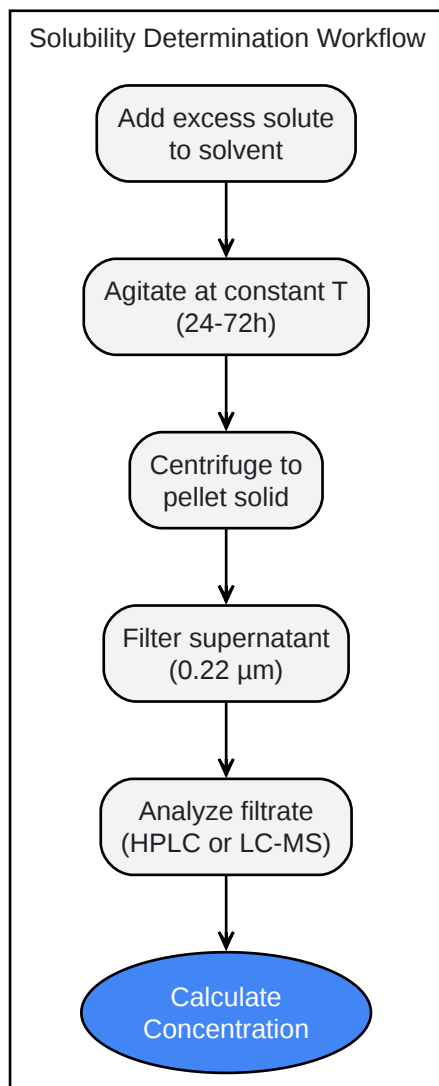 Solubility Determination Workflow
Add excess solute
to solvent
Agitate at constant T
(24-72h)
Centrifuge to
pellet solid
Filter supernatant
(0.22 µm)
Analyze filtrate
(HPLC or LC-MS)
Calculate
Concentration